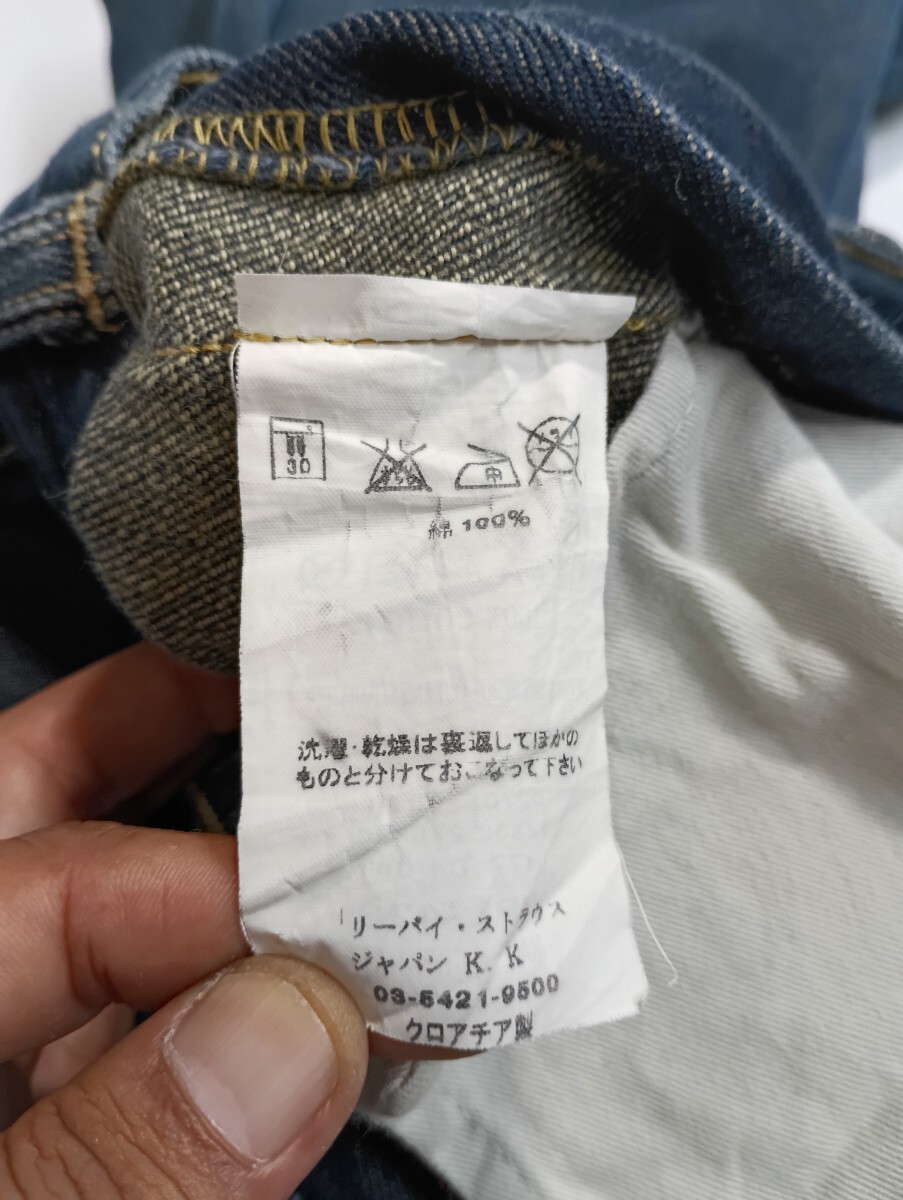 30
中
綿 100%
洗濯・乾燥は裏返してほかの
ものと分けておこなって下さい
リーバイ・ストラウス
ジャパン K. K
03-5421-9500
クロアチア製